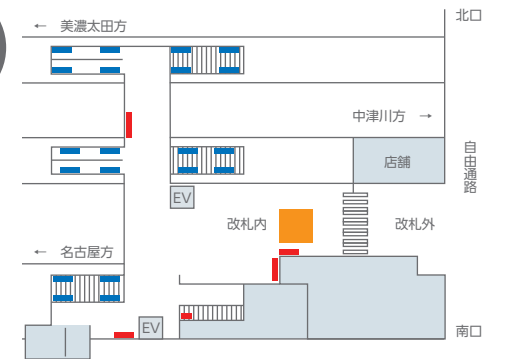 ← 美濃太田方
北口
中津川方 →
店舗
自由通路
EV
改札内
改札外
← 名古屋方
EV
南口